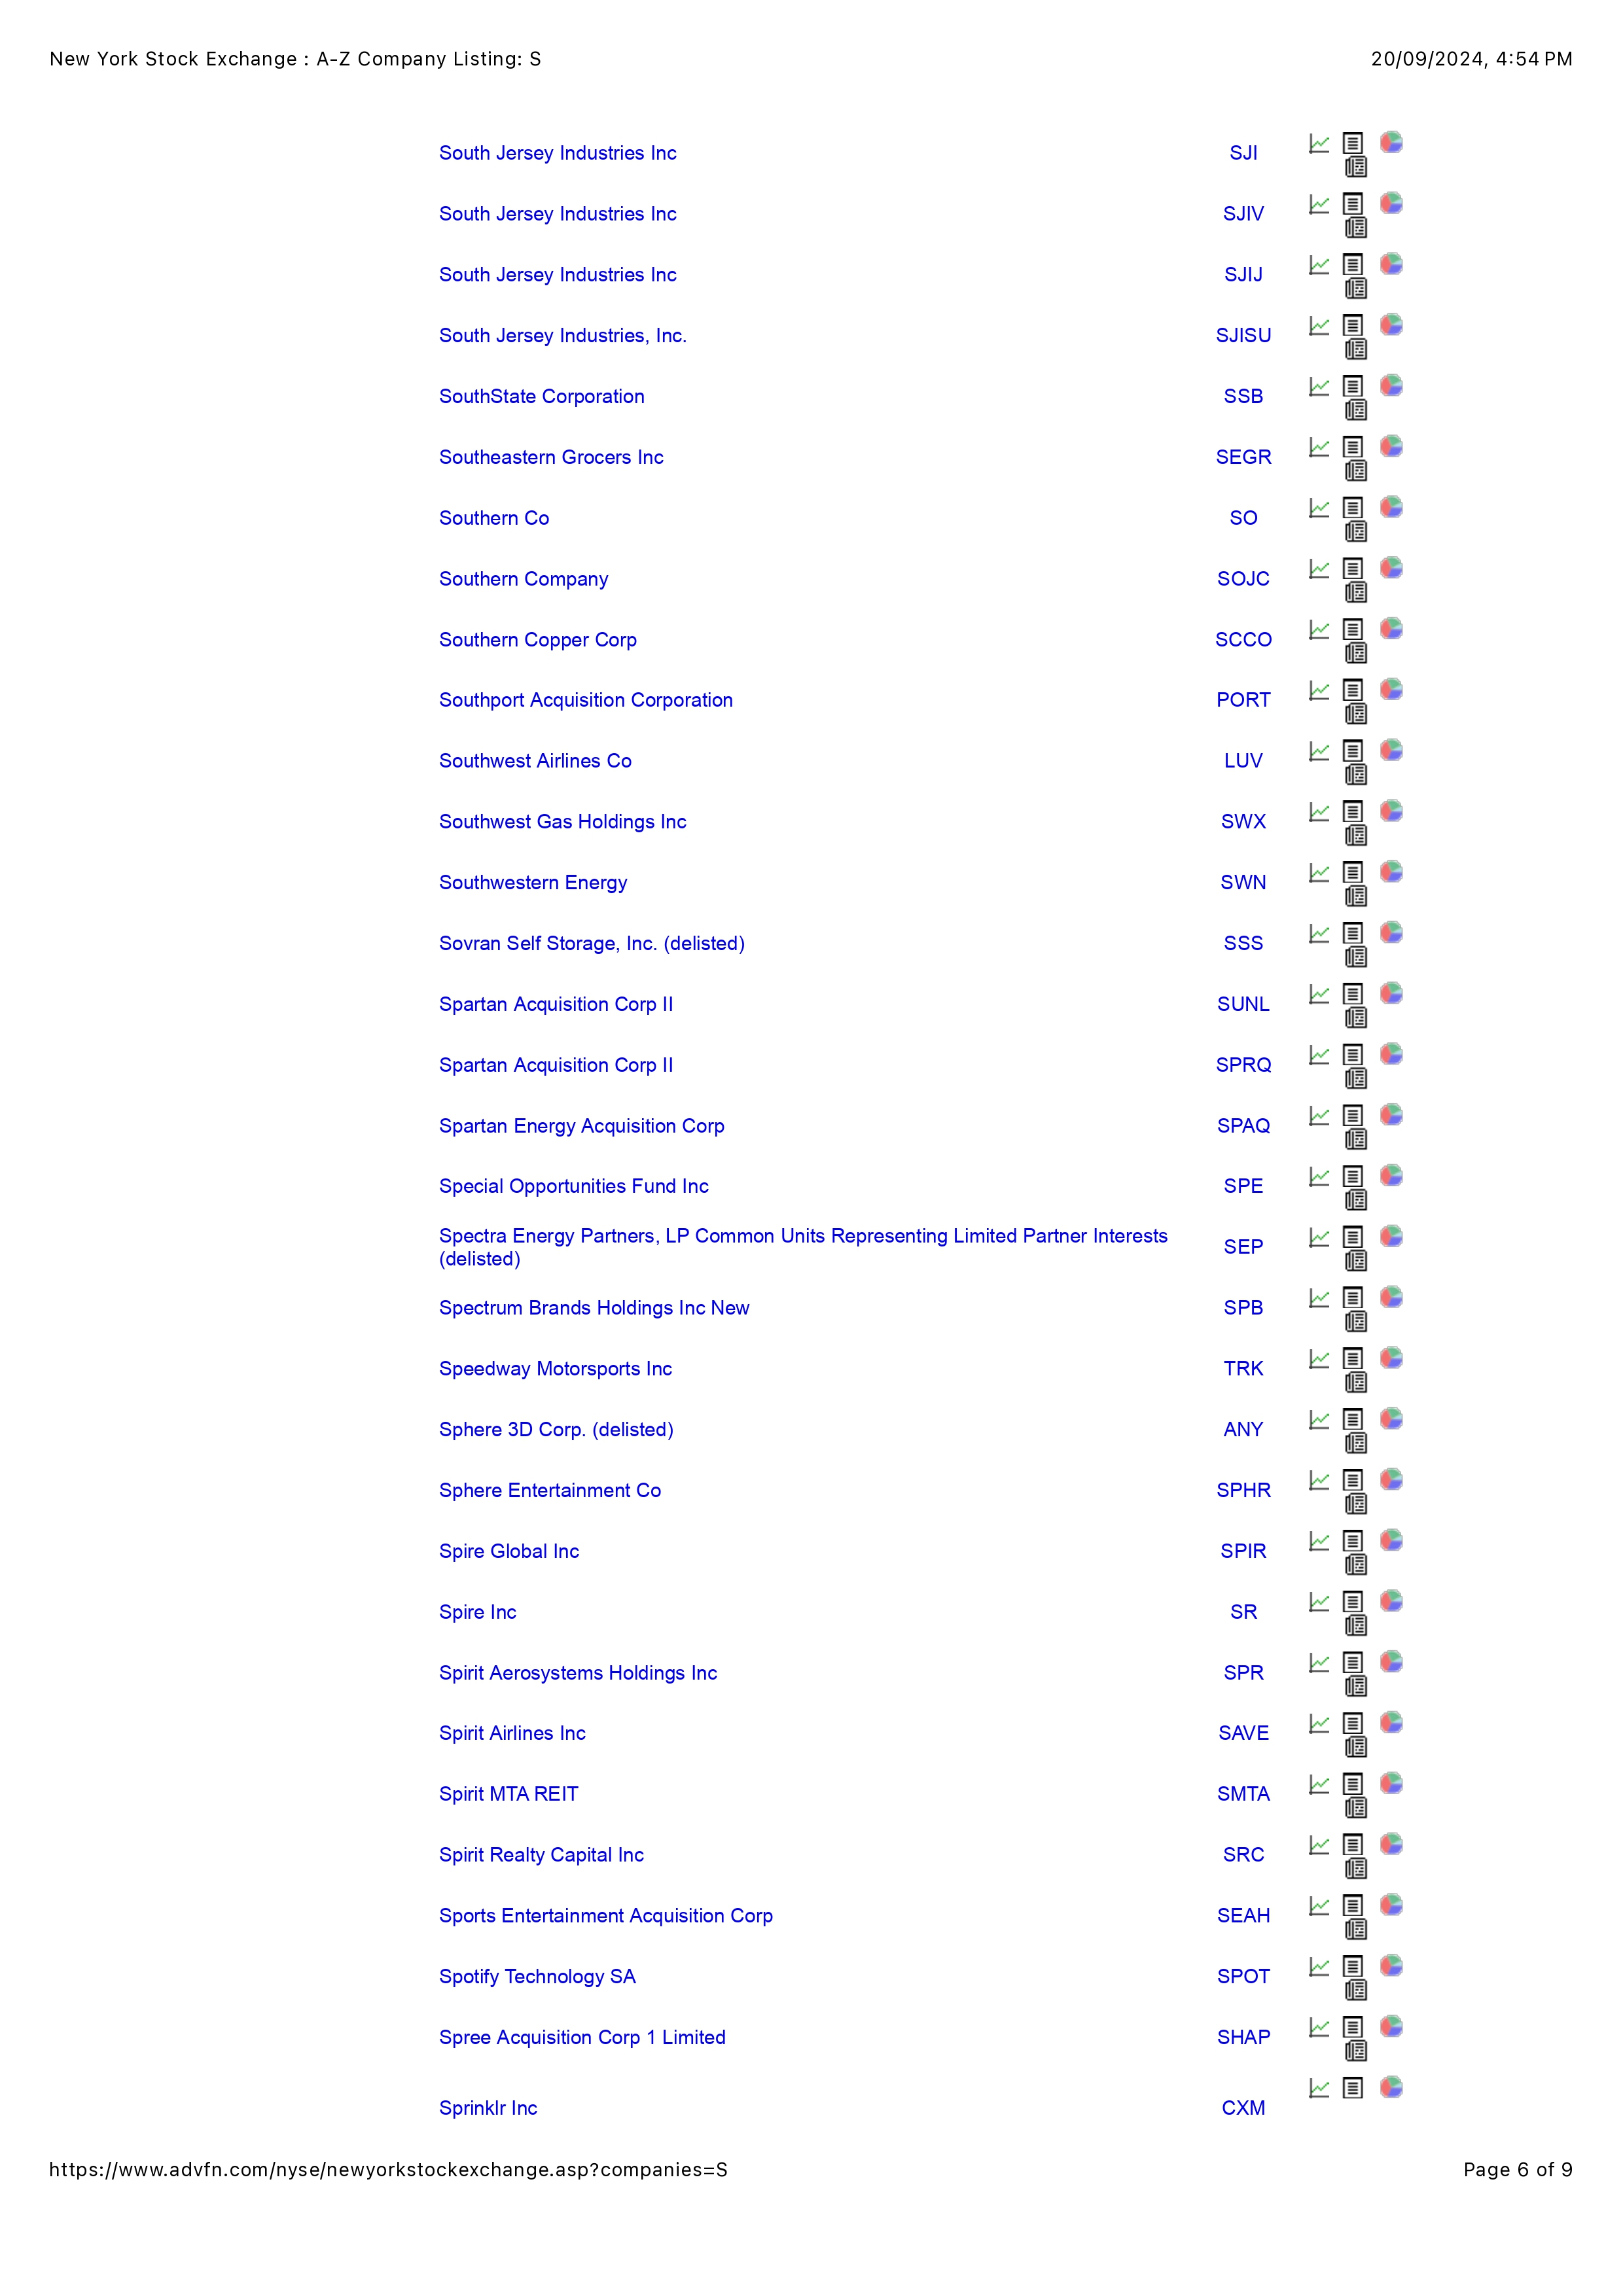 New York Stock Exchange : A-Z Company Listing: S 20/09/2024, 4:54 PM
South Jersey Industries Inc SJI
South Jersey Industries Inc SJIV
South Jersey Industries Inc SJIJ
South Jersey Industries, Inc. SJISU
SouthState Corporation SSB
Southeastern Grocers Inc SEGR
Southern Co SO
Southern Company SOJC
Southern Copper Corp SCCO
Southport Acquisition Corporation PORT
Southwest Airlines Co LUV
Southwest Gas Holdings Inc SWX
Southwestern Energy SWN
Sovran Self Storage, Inc. (delisted) SSS
Spartan Acquisition Corp II SUNL
Spartan Acquisition Corp II SPRQ
Spartan Energy Acquisition Corp SPAQ
Special Opportunities Fund Inc SPE
Spectra Energy Partners, LP Common Units Representing Limited Partner Interests
(delisted) SEP
Spectrum Brands Holdings Inc New SPB
Speedway Motorsports Inc TRK
Sphere 3D Corp. (delisted) ANY
Sphere Entertainment Co SPHR
Spire Global Inc SPIR
Spire Inc SR
Spirit Aerosystems Holdings Inc SPR
Spirit Airlines Inc SAVE
Spirit MTA REIT SMTA
Spirit Realty Capital Inc SRC
Sports Entertainment Acquisition Corp SEAH
Spotify Technology SA SPOT
Spree Acquisition Corp 1 Limited SHAP
Sprinklr Inc CXM
https://www.advfn.com/nyse/newyorkstockexchange.asp?companies=S Page 6 of 9